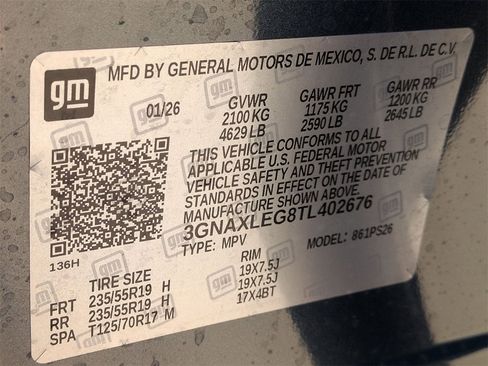 gm MFD BY GENERAL MOTORS DE MEXICO, S. DE R.L. DE C.V.
01/26 GVWR GAWR FRT GAWR RR
2100 KG 1175 KG 1200 KG
4629 LB 2590 LB 2645 LB
THIS VEHICLE CONFORMS TO ALL
APPLICABLE U.S. FEDERAL MOTOR
VEHICLE SAFETY AND THEFT PREVENTION
STANDARDS IN EFFECT ON THE DATE OF
MANUFACTURE SHOWN ABOVE.
3GNAXLEG8TL402676
TYPE: MPV MODEL: 861PS26
136H
TIRE SIZE RIM
FRT 235/55R19 H 19X7.5J
RR 235/55R19 H 19X7.5J
SPA T125/70R17 M 17X4BT